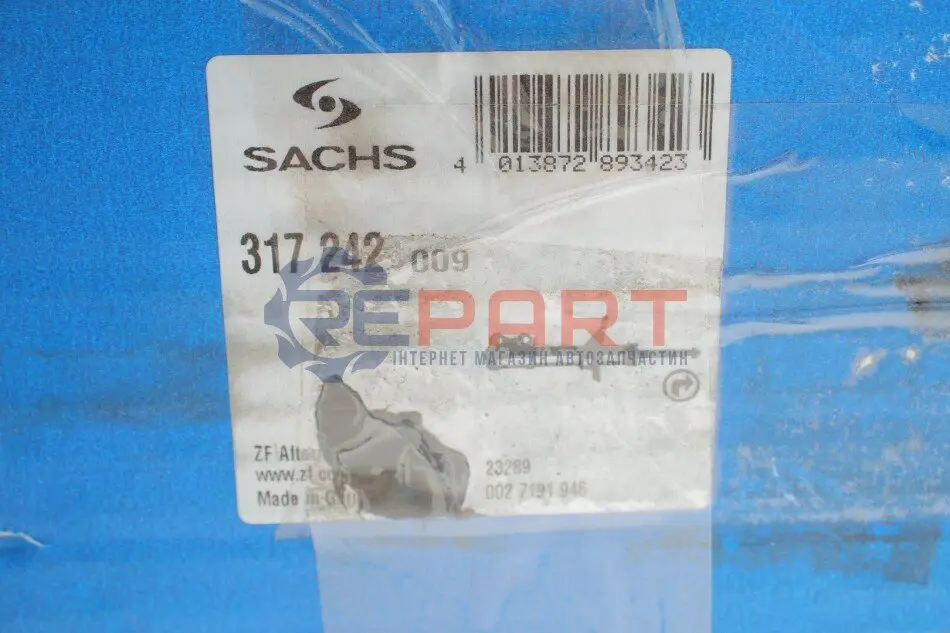 SACHS
4 013872 893423
317 242 009
REPART
ІНТЕРНЕТ МАГАЗИН АВТОЗАПЧАСТИН
ZF
23289
www.zf
002 7191 946
Made in